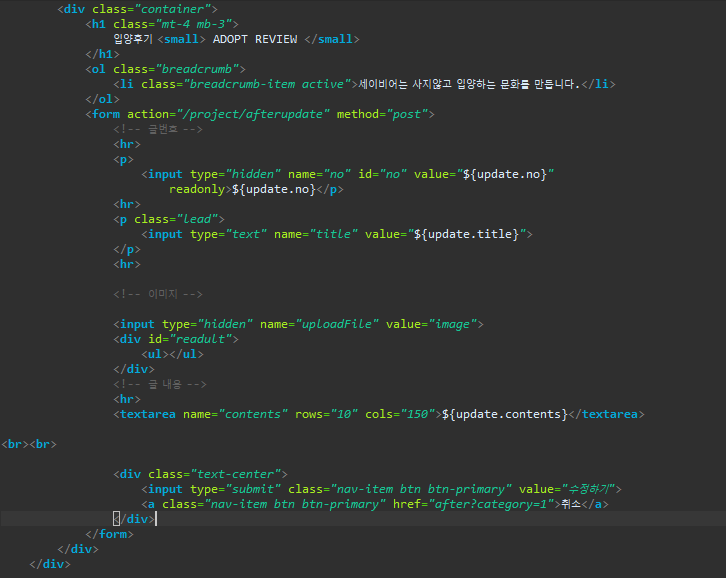 <div class="container">
<h1 class="mt-4 mb-3">
입양후기 <small> ADOPT REVIEW </small>
</h1>
<ol class="breadcrumb">
<li class="breadcrumb-item active">세이비어는 사지않고 입양하는 문화를 만듭니다.</li>
</ol>
<form action="/project/afterupdate" method="post">
<!-- 글번호 -->
<hr>
<p>
<input type="hidden" name="no" id="no" value="${update.no}"
readonly>${update.no}</p>
<hr>
<p class="lead">
<input type="text" name="title" value="${update.title}">
</p>
<hr>
<!-- 이미지 -->
<input type="hidden" name="uploadFile" value="image">
<div id="readult">
<ul></ul>
</div>
<!-- 글 내용 -->
<hr>
<textarea name="contents" rows="10" cols="150">${update.contents}</textarea>
<br><br>
<div class="text-center">
<input type="submit" class="nav-item btn btn-primary" value="수정하기">
<a class="nav-item btn btn-primary" href="after?category=1">취소</a>
</div>
</form>
</div>
</div>